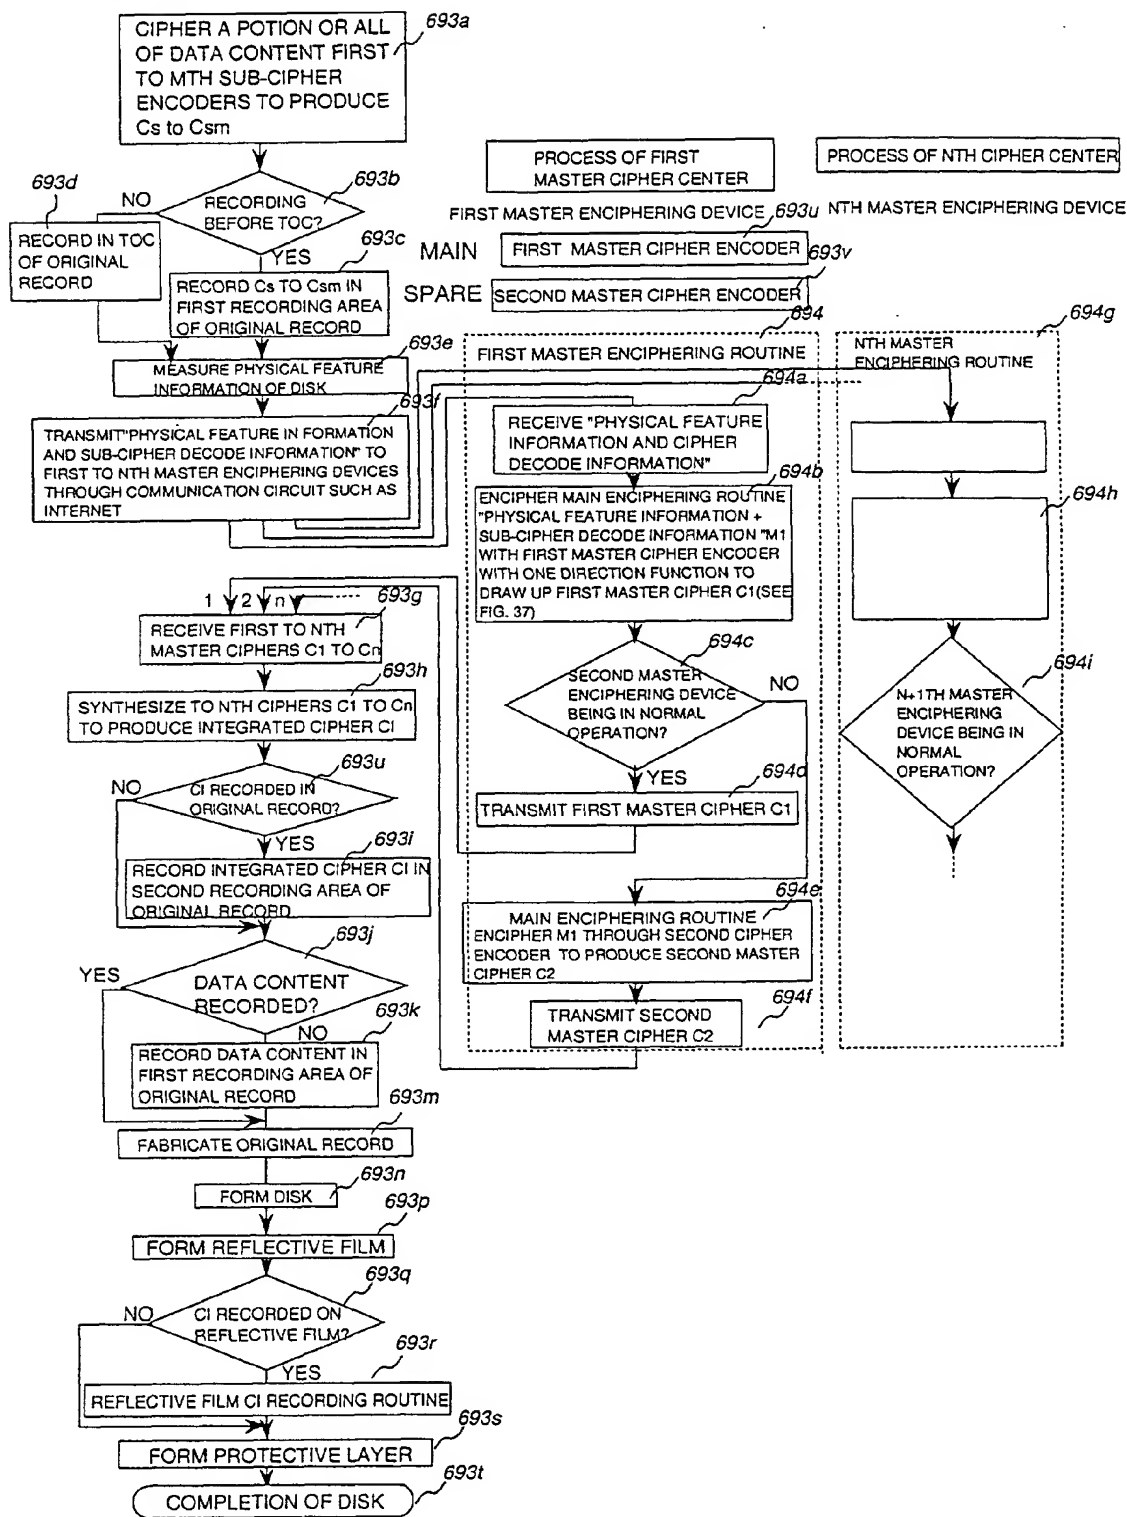 CIPHER A POTION OR ALL
OF DATA CONTENT FIRST
TO MTH SUB-CIPHER
ENCODERS TO PRODUCE
Cs to Csm
693a
693b
RECORDING
BEFORE TOC?
NO
YES
693d
RECORD IN TOC
OF ORIGINAL
RECORD
693c
RECORD Cs TO Csm IN
FIRST RECORDING AREA
OF ORIGINAL RECORD
693e
MEASURE PHYSICAL FEATURE
INFORMATION OF DISK
693f
TRANSMIT"PHYSICAL FEATURE IN FORMATION
AND SUB-CIPHER DECODE INFORMATION" TO
FIRST TO NTH MASTER ENCIPHERING DEVICES
THROUGH COMMUNICATION CIRCUIT SUCH AS
INTERNET
1 2 n
693g
RECEIVE FIRST TO NTH
MASTER CIPHERS C1 TO Cn
693h
SYNTHESIZE TO NTH CIPHERS C1 TO Cn
TO PRODUCE INTEGRATED CIPHER CI
693u
CI RECORDED IN
ORIGINAL RECORD?
NO
YES
693i
RECORD INTEGRATED CIPHER CI IN
SECOND RECORDING AREA OF
ORIGINAL RECORD
693j
DATA CONTENT
RECORDED?
YES
NO
693k
RECORD DATA CONTENT IN
FIRST RECORDING AREA OF
ORIGINAL RECORD
693m
FABRICATE ORIGINAL RECORD
693n
FORM DISK
693p
FORM REFLECTIVE FILM
693q
CI RECORDED ON
REFLECTIVE FILM?
NO
YES
693r
REFLECTIVE FILM CI RECORDING ROUTINE
693s
FORM PROTECTIVE LAYER
693t
COMPLETION OF DISK
PROCESS OF FIRST
MASTER CIPHER CENTER
FIRST MASTER ENCIPHERING DEVICE
693u
MAIN
FIRST MASTER CIPHER ENCODER
693v
SPARE
SECOND MASTER CIPHER ENCODER
694
FIRST MASTER ENCIPHERING ROUTINE
694a
RECEIVE "PHYSICAL FEATURE
INFORMATION AND CIPHER
DECODE INFORMATION"
694b
ENCIPHER MAIN ENCIPHERING ROUTINE
"PHYSICAL FEATURE INFORMATION +
SUB-CIPHER DECODE INFORMATION "M1
WITH FIRST MASTER CIPHER ENCODER
WITH ONE DIRECTION FUNCTION TO
DRAW UP FIRST MASTER CIPHER C1(SEE
FIG. 37)
694c
SECOND MASTER
ENCIPHERING DEVICE
BEING IN NORMAL
OPERATION?
NO
YES
694d
TRANSMIT FIRST MASTER CIPHER C1
694e
MAIN ENCIPHERING ROUTINE
ENCIPHER M1 THROUGH SECOND CIPHER
ENCODER TO PRODUCE SECOND MASTER
CIPHER C2
694f
TRANSMIT SECOND
MASTER CIPHER C2
PROCESS OF NTH CIPHER CENTER
NTH MASTER ENCIPHERING DEVICE
694g
NTH MASTER
ENCIPHERING ROUTINE
694h
694i
N+1TH MASTER
ENCIPHERING
DEVICE BEING IN
NORMAL
OPERATION?